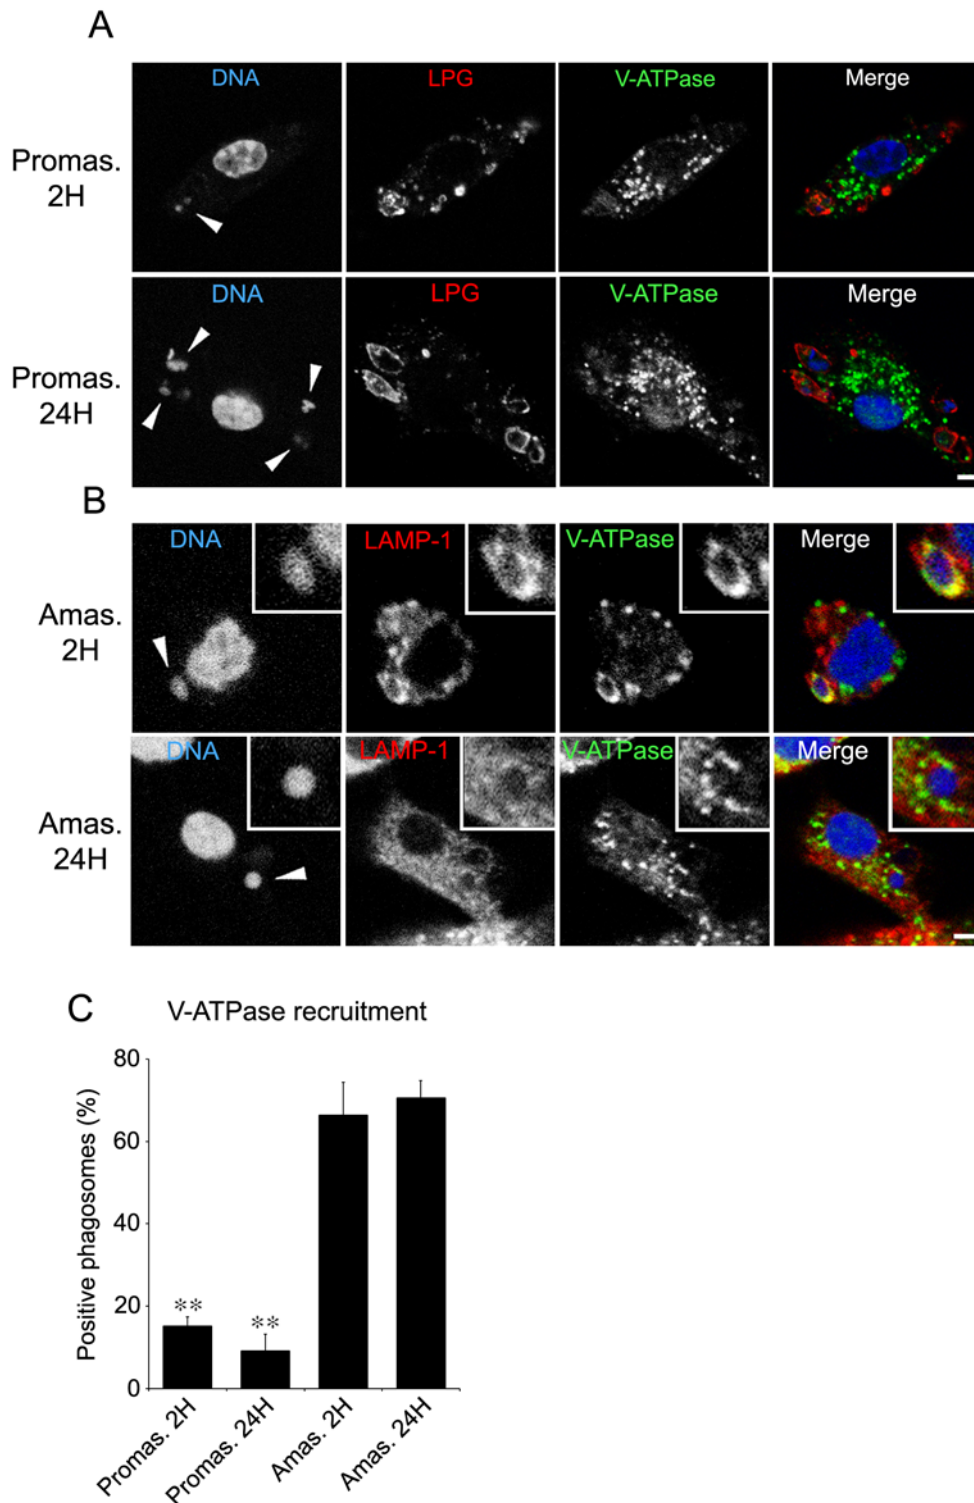 A
DNA LPG V-ATPase Merge
Promas.
2H
DNA LPG V-ATPase Merge
Promas.
24H
B
DNA LAMP-1 V-ATPase Merge
Amas.
2H
DNA LAMP-1 V-ATPase Merge
Amas.
24H
C V-ATPase recruitment
Positive phagosomes (%)
80
60
40
20
0
** **
Promas. 2H
Promas. 24H
Amas. 2H
Amas. 24H